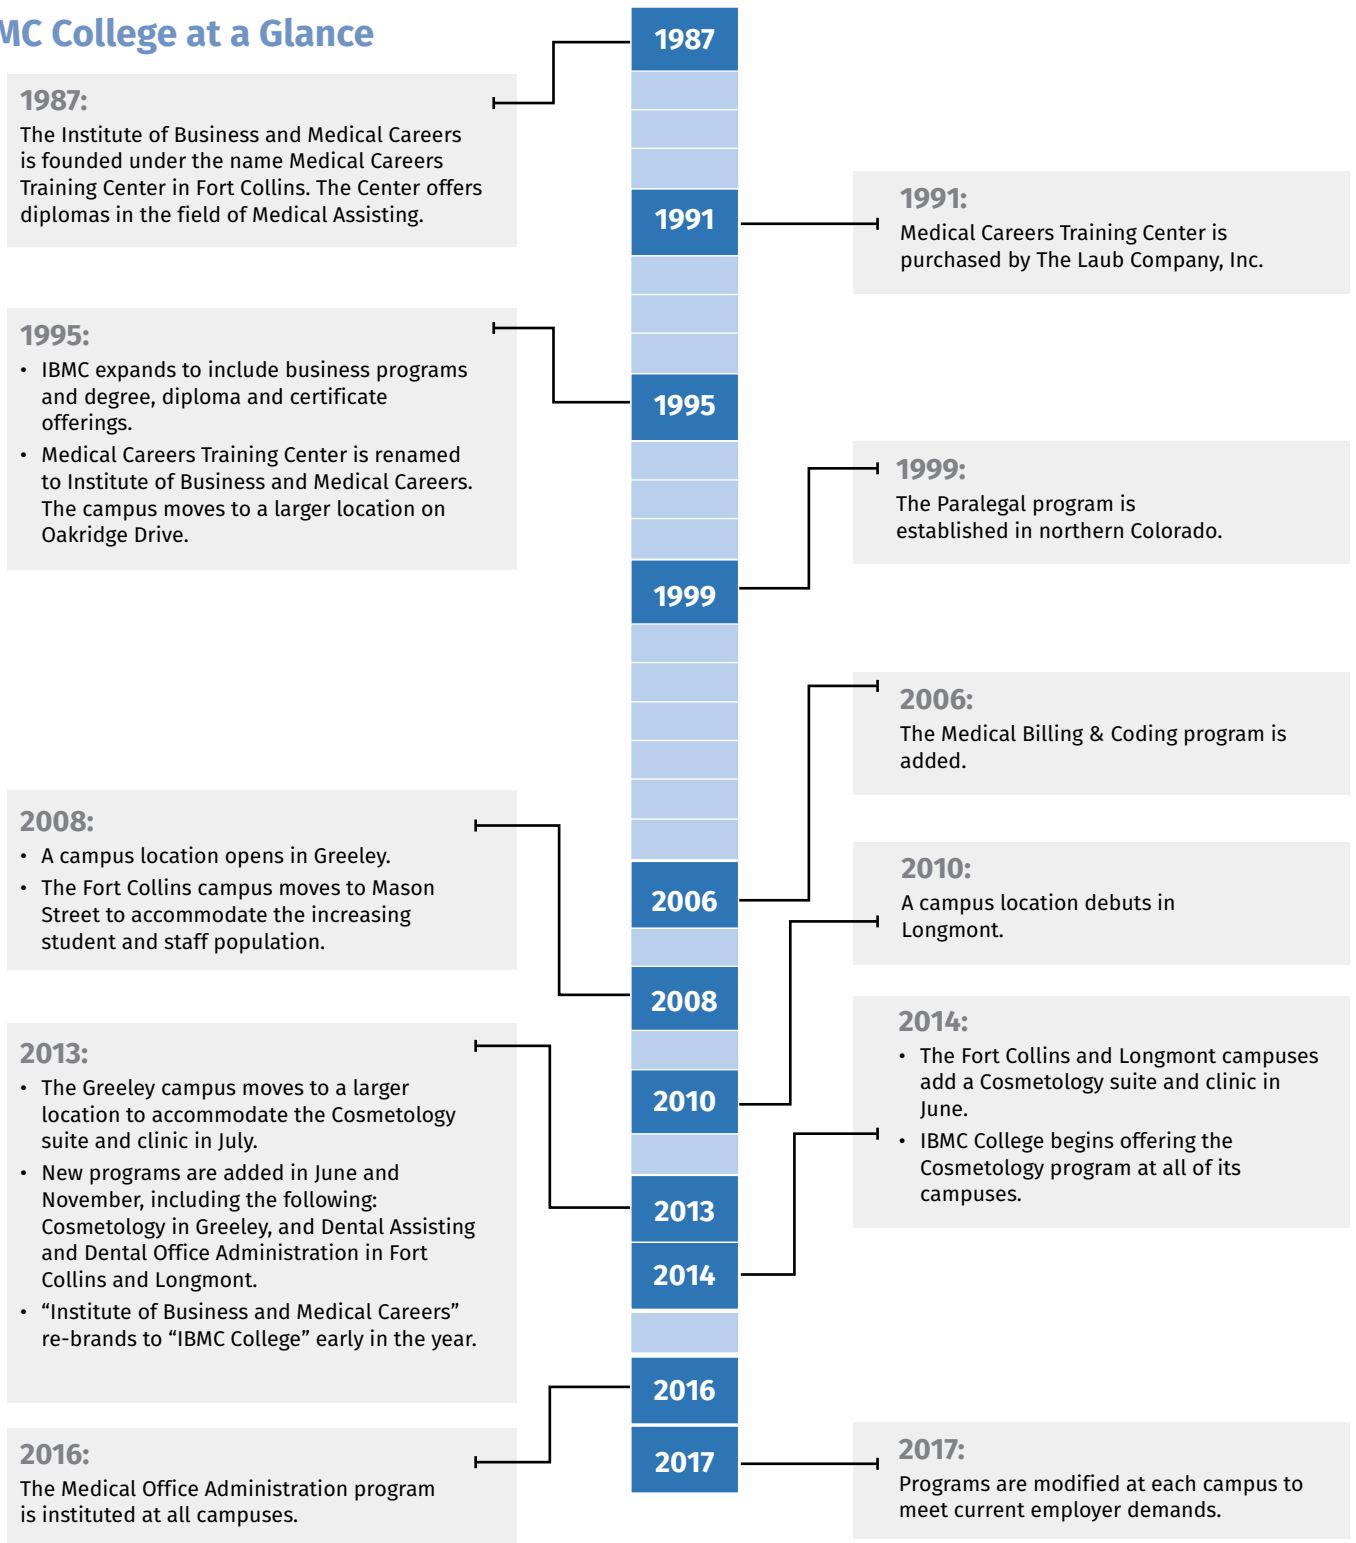 MC College at a Glance
1987
1987:
The Institute of Business and Medical Careers
is founded under the name Medical Careers
Training Center in Fort Collins. The Center offers
diplomas in the field of Medical Assisting.
1991
1991:
Medical Careers Training Center is
purchased by The Laub Company, Inc.
1995:
• IBMC expands to include business programs
and degree, diploma and certificate
offerings.
• Medical Careers Training Center is renamed
to Institute of Business and Medical Careers.
The campus moves to a larger location on
Oakridge Drive.
1995
1999:
The Paralegal program is
established in northern Colorado.
1999
2006:
The Medical Billing & Coding program is
added.
2006
2008:
• A campus location opens in Greeley.
• The Fort Collins campus moves to Mason
Street to accommodate the increasing
student and staff population.
2008
2010:
A campus location debuts in
Longmont.
2010
2013:
• The Greeley campus moves to a larger
location to accommodate the Cosmetology
suite and clinic in July.
• New programs are added in June and
November, including the following:
Cosmetology in Greeley, and Dental Assisting
and Dental Office Administration in Fort
Collins and Longmont.
• “Institute of Business and Medical Careers”
re-brands to “IBMC College” early in the year.
2013
2014:
• The Fort Collins and Longmont campuses
add a Cosmetology suite and clinic in
June.
• IBMC College begins offering the
Cosmetology program at all of its
campuses.
2014
2016
2016:
The Medical Office Administration program
is instituted at all campuses.
2017
2017:
Programs are modified at each campus to
meet current employer demands.